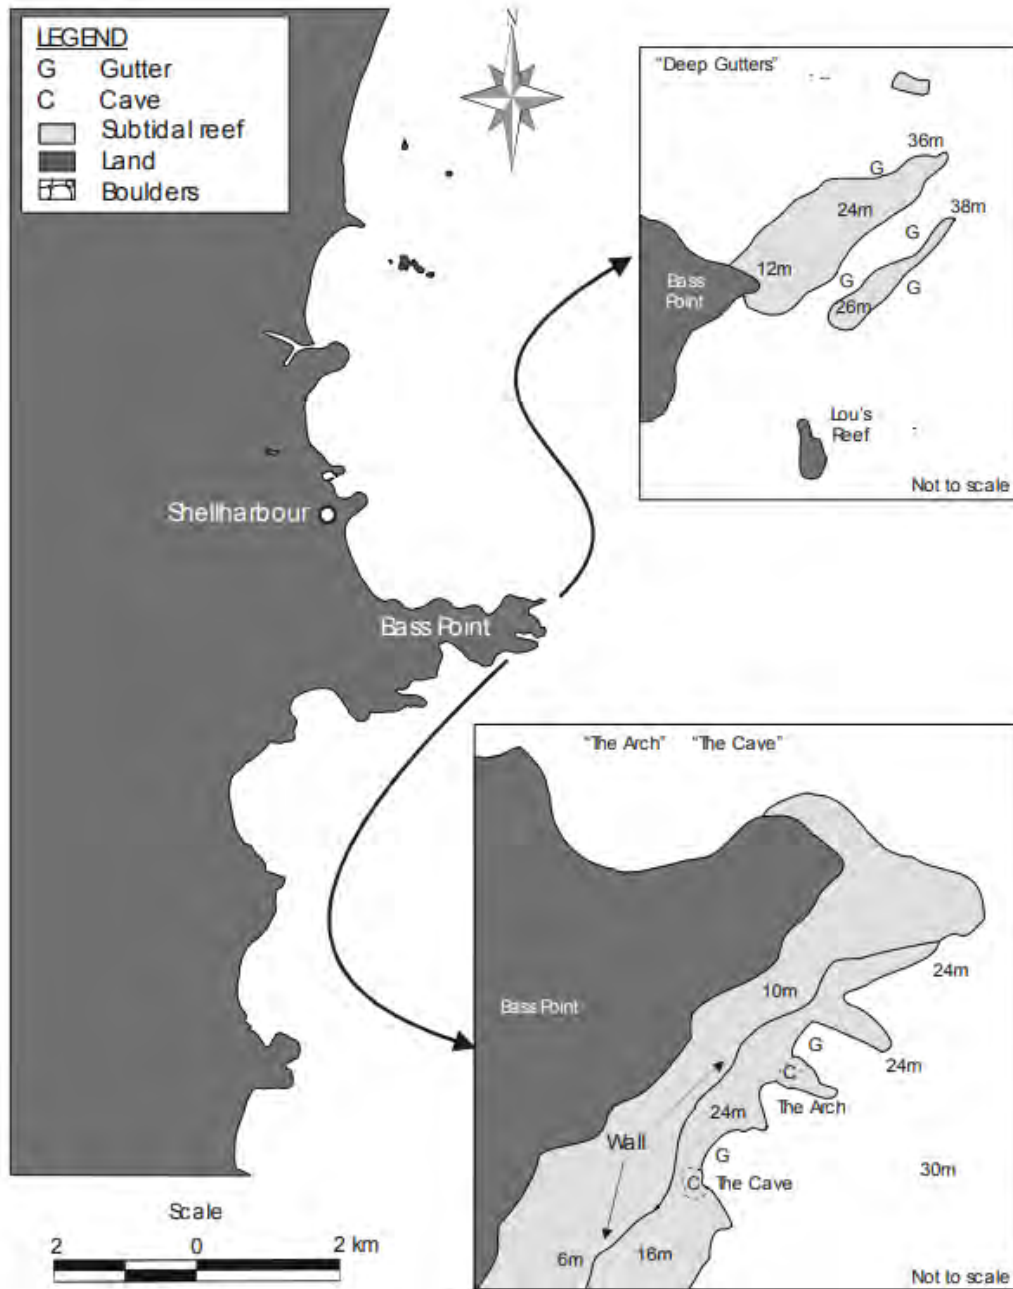 LEGEND
G Gutter
C Cave
Subtidal reef
Land
Boulders
N
Shellharbour
Bass Point
Scale
2 0 2 km
"Deep Gutters"
36m
G
24m
38m
G
12m
G
G
26m
Bass
Point
Lou's
Reef
Not to scale
"The Arch" "The Cave"
24m
10m
Bass Point
G
24m
C
24m
The Arch
Wall
G
30m
C The Cave
6m
16m
Not to scale